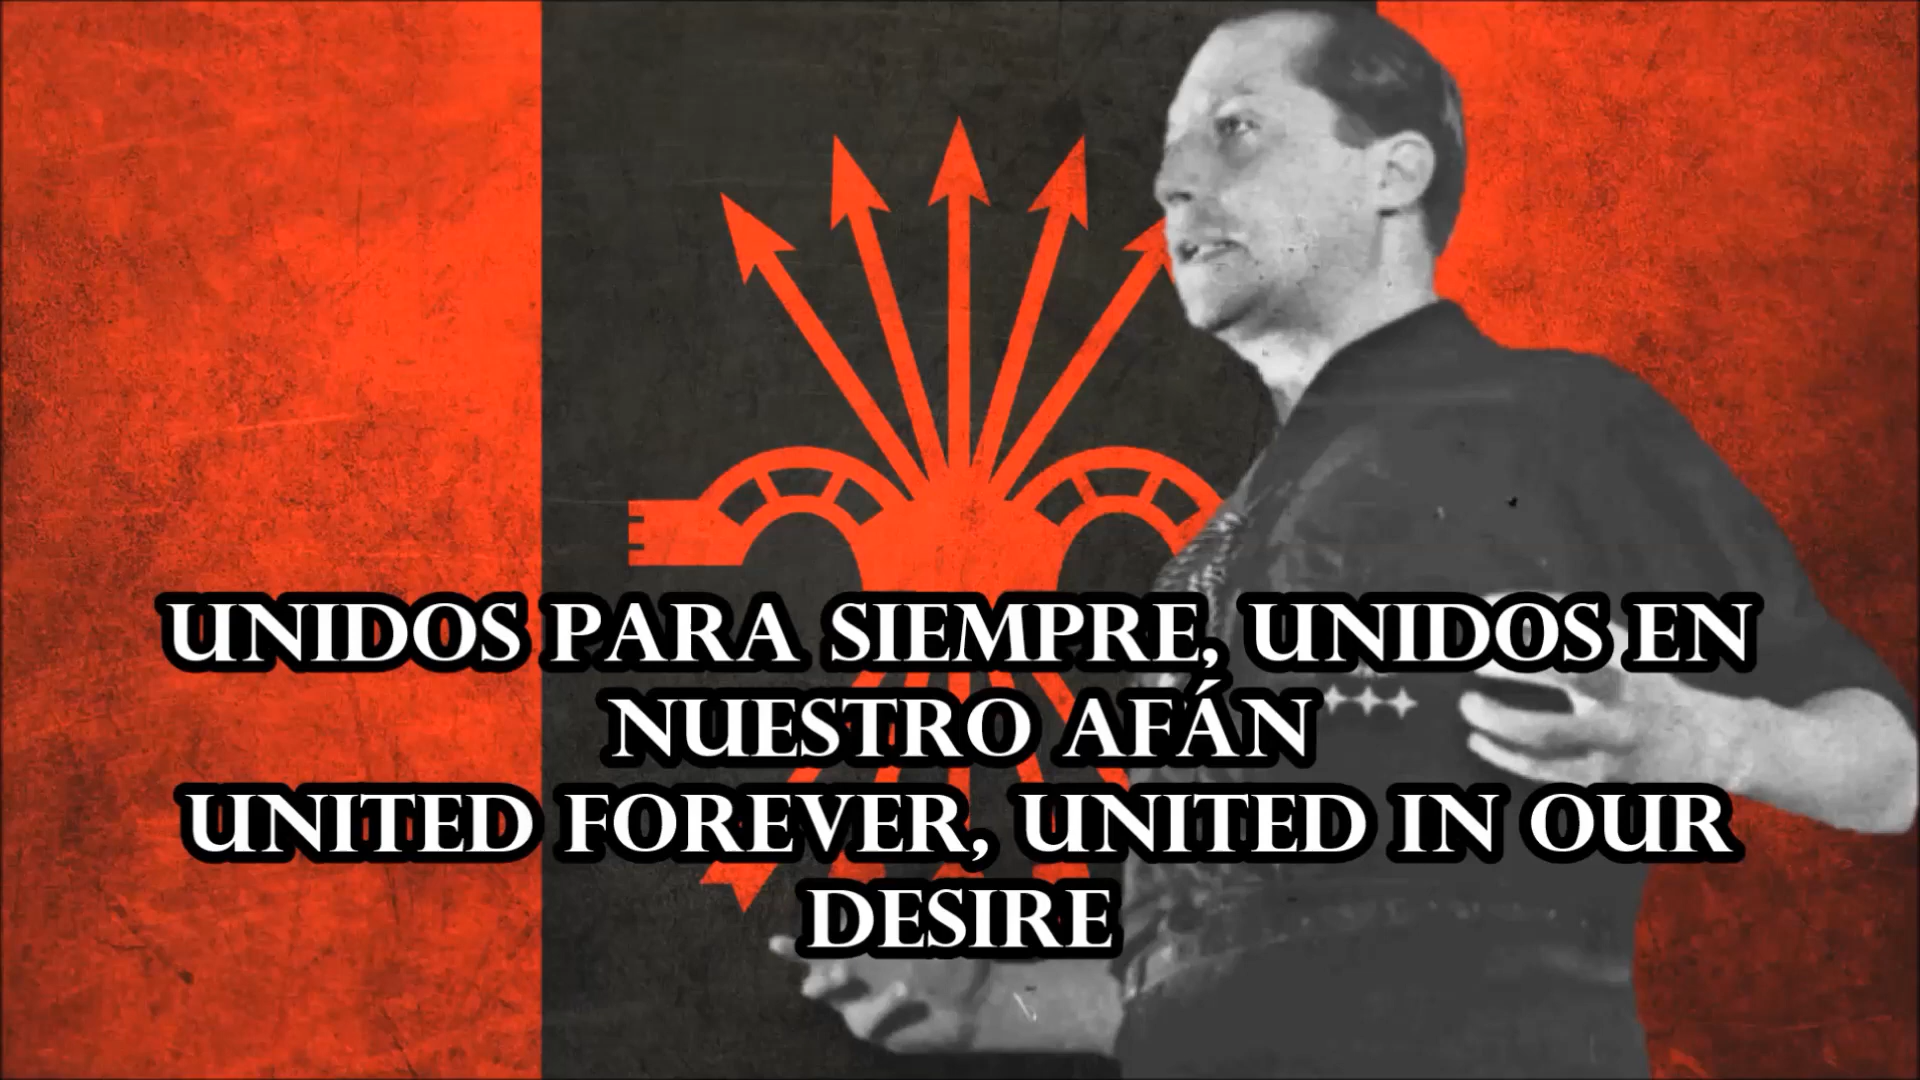 UNIDOS PARA SIEMPRE, UNIDOS EN
NUESTRO AFÁN
UNITED FOREVER, UNITED IN OUR
DESIRE